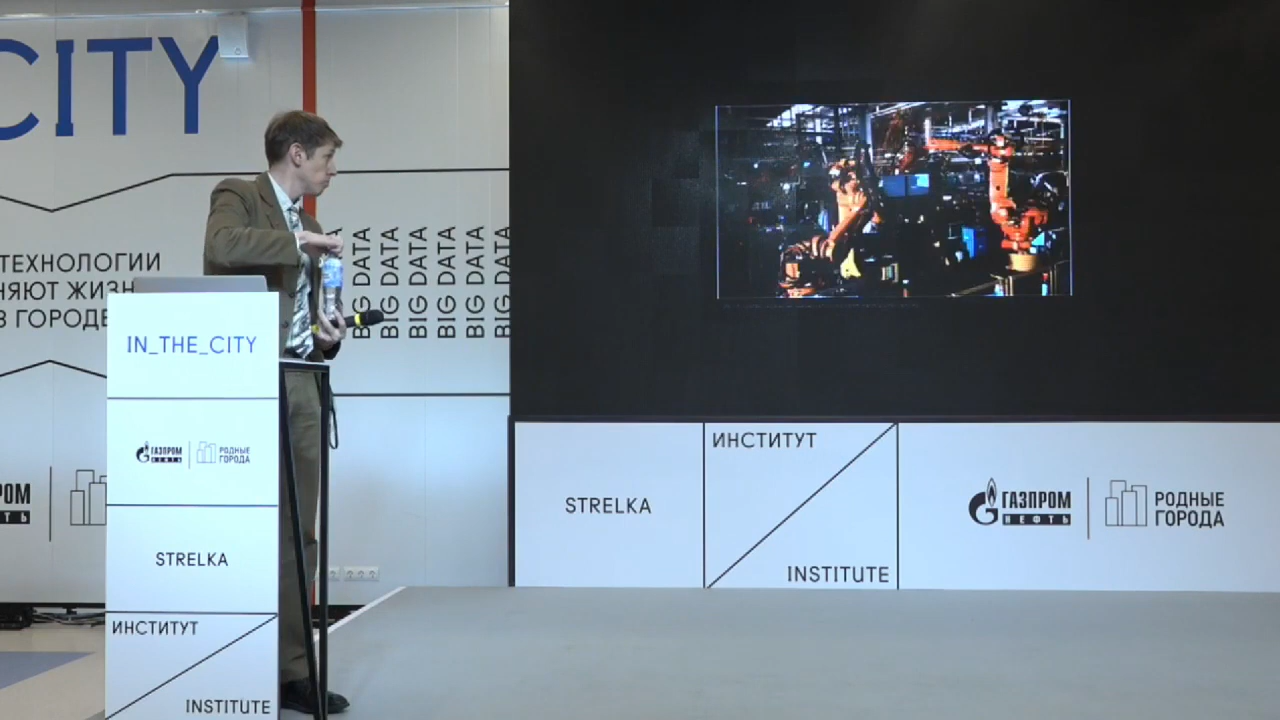 CITY
ТЕХНОЛОГИИ
НЯЮТ ЖИЗН
В ГОРОДЕ
BIG DATA
BIG DATA
BIG DATA
BIG DATA
BIG DATA
BIG DATA
IN_THE_CITY
ГАЗПРОМ
НЕФТЬ
РОДНЫЕ
ГОРОДА
STRELKA
ИНСТИТУТ
INSTITUTE
STRELKA
ИНСТИТУТ
INSTITUTE
ГАЗПРОМ
НЕФТЬ
РОДНЫЕ
ГОРОДА